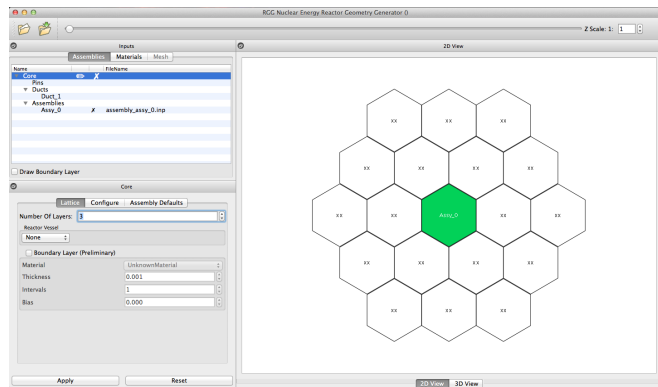 RGG Nuclear Energy Reactor Geometry Generator ()
Z Scale: 1: 1
Inputs
2D View
Assemblies Materials Mesh
Name FileName
Core X
Pins
Ducts
Duct_1
Assemblies
Assy_0 x assembly_assy_0.inp
Draw Boundary Layer
Core
Lattice Configure Assembly Defaults
Number Of Layers: 3
Reactor Vessel
None
Boundary Layer (Preliminary)
Material UnknownMaterial
Thickness 0.001
Intervals 1
Bias 0.000
Apply Reset
xx xx xx
xx xx xx xx
xx xx Assy_0 xx xx
xx xx xx xx
xx xx xx
2D View 3D View